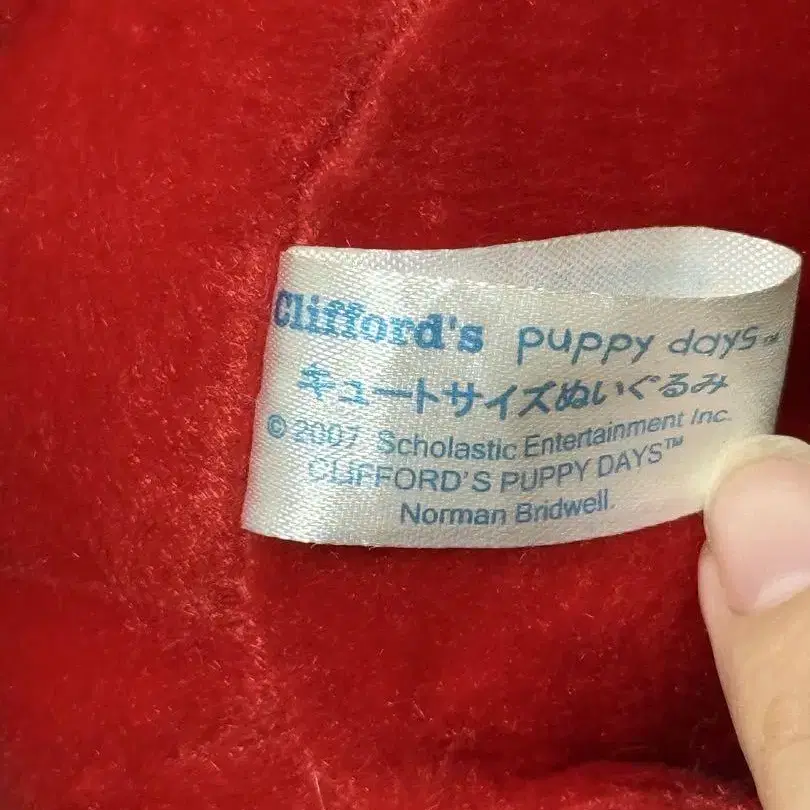 Clifford's puppy days™
キュートサイズぬいぐるみ
© 2007 Scholastic Entertainment Inc.
CLIFFORD'S PUPPY DAYS™
Norman Bridwell.